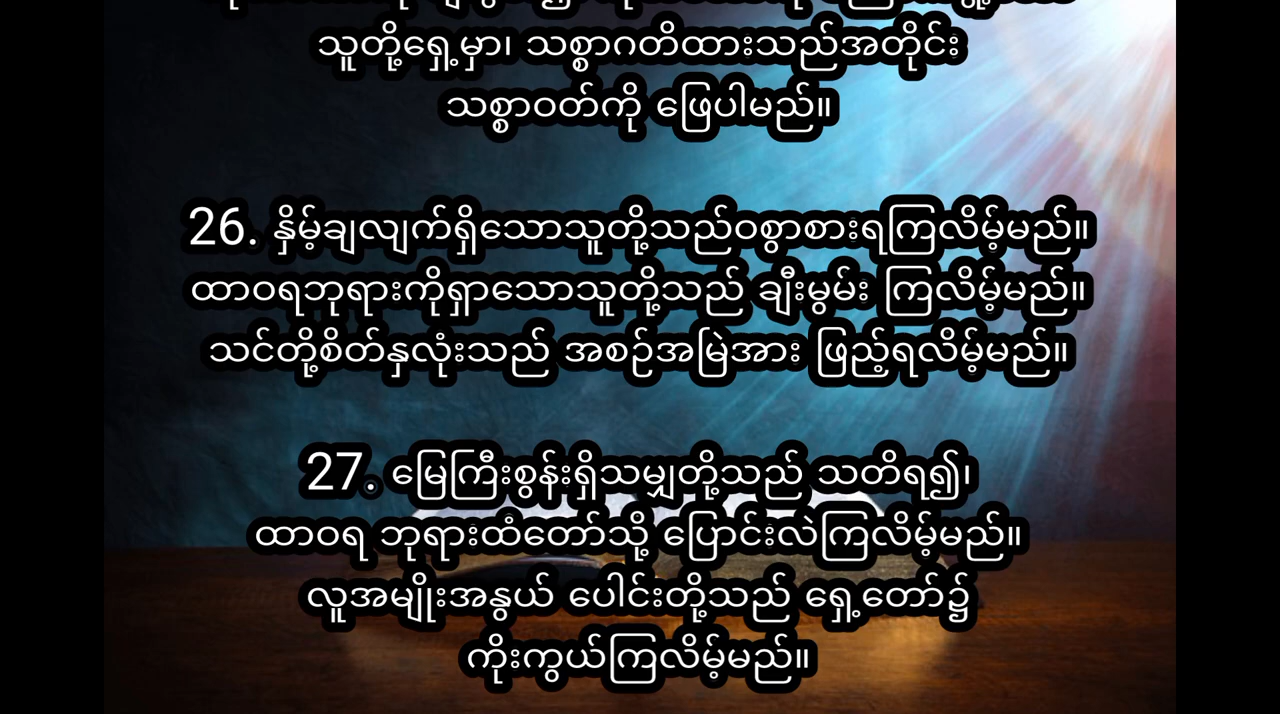 သူတို့ရှေ့မှာ၊ သစ္စာဂတိထားသည်အတိုင်း
သစ္စာဝတ်ကို ဖြေပါမည်။
26. နှိမ့်ချလျက်ရှိသောသူတို့သည်ဝစွာစားရကြလိမ့်မည်။
ထာဝရဘုရားကိုရှာသောသူတို့သည် ချီးမွမ်း ကြလိမ့်မည်။
သင်တို့စိတ်နှလုံးသည် အစဉ်အမြဲအား ဖြည့်ရလိမ့်မည်။
27. မြေကြီးစွန်းရှိသမျှတို့သည် သတိရ၍၊
ထာဝရ ဘုရားထံတော်သို့ ပြောင်းလဲကြလိမ့်မည်။
လူအမျိုးအနွယ် ပေါင်းတို့သည် ရှေ့တော်၌
ကိုးကွယ်ကြလိမ့်မည်။